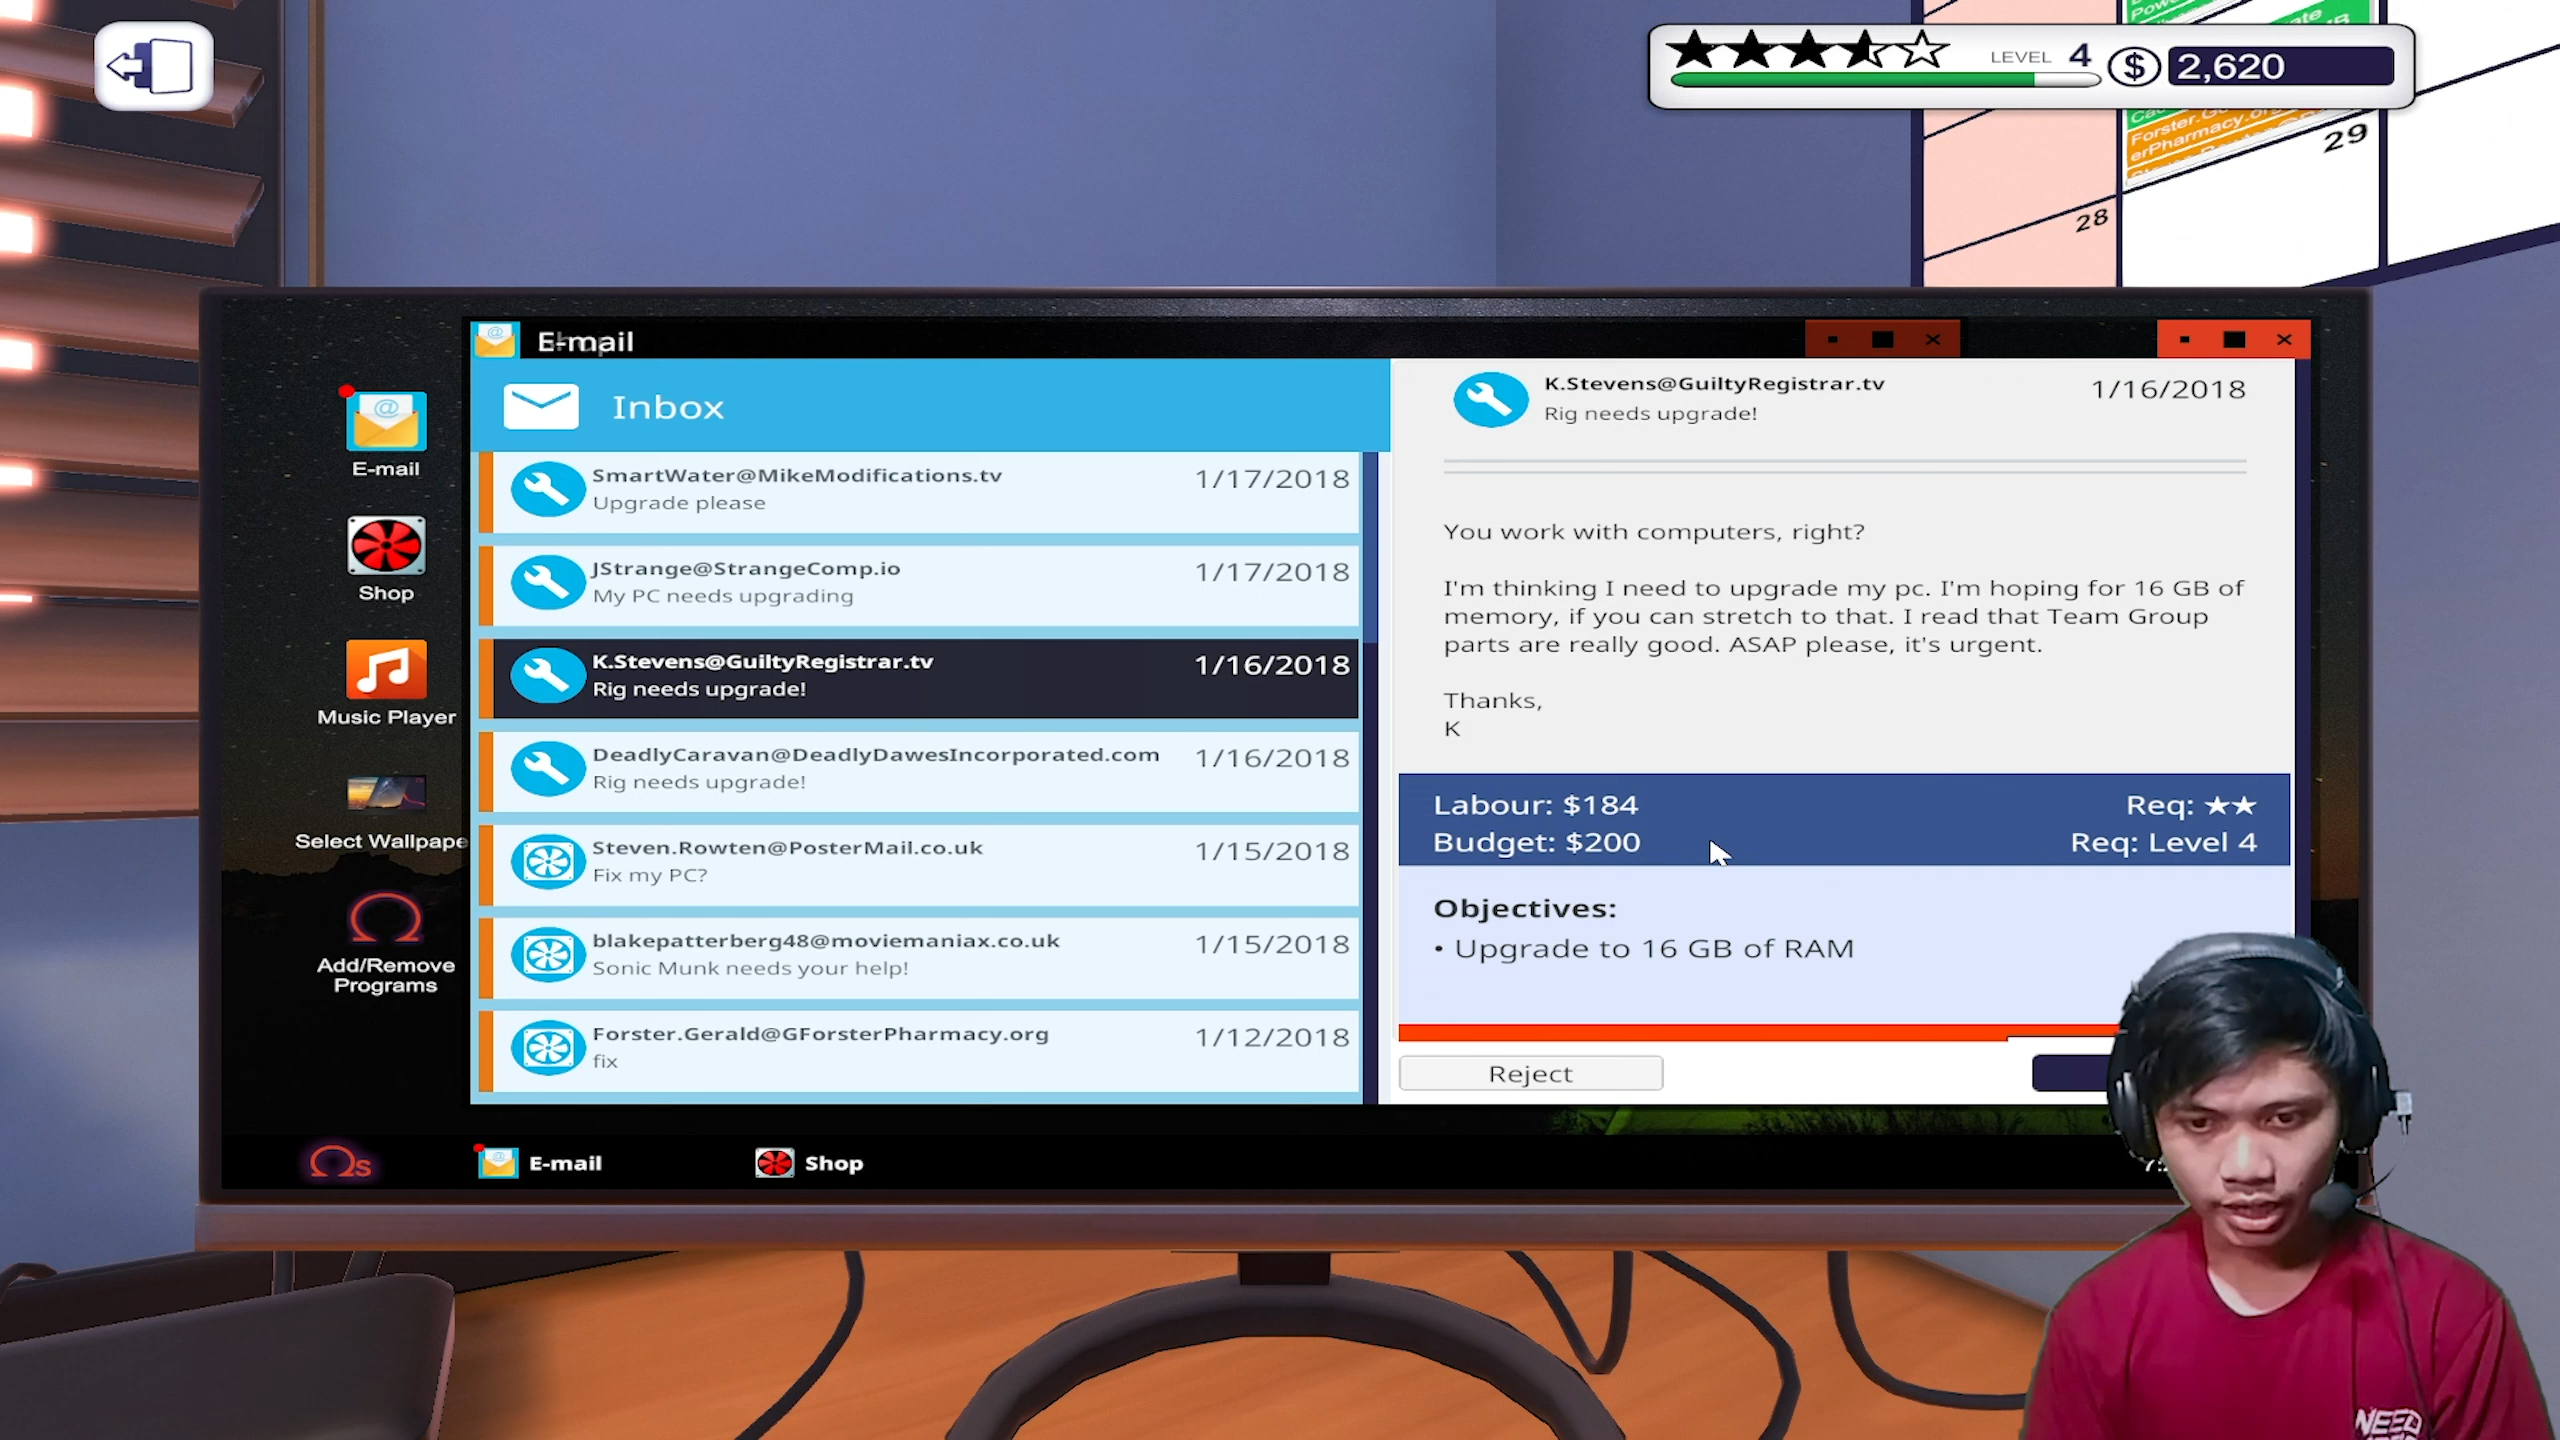 LEVEL 4
$ 2,620
29
28
E-mail
Inbox
SmartWater@MikeModifications.tv 1/17/2018
Upgrade please
JStrange@StrangeComp.io 1/17/2018
My PC needs upgrading
K.Stevens@GuiltyRegistrar.tv 1/16/2018
Rig needs upgrade!
DeadlyCaravan@DeadlyDawesIncorporated.com 1/16/2018
Rig needs upgrade!
Steven.Rowten@PosterMail.co.uk 1/15/2018
Fix my PC?
blakepatterberg48@moviemaniax.co.uk 1/15/2018
Sonic Munk needs your help!
Forster.Gerald@GForsterPharmacy.org 1/12/2018
fix
K.Stevens@GuiltyRegistrar.tv 1/16/2018
Rig needs upgrade!
You work with computers, right?
I'm thinking I need to upgrade my pc. I'm hoping for 16 GB of
memory, if you can stretch to that. I read that Team Group
parts are really good. ASAP please, it's urgent.
Thanks,
K
Labour: $184 Req: ★★
Budget: $200 Req: Level 4
Objectives:
• Upgrade to 16 GB of RAM
Reject
E-mail
Shop
Music Player
Select Wallpape
Add/Remove
Programs
Ωs E-mail Shop
NEED